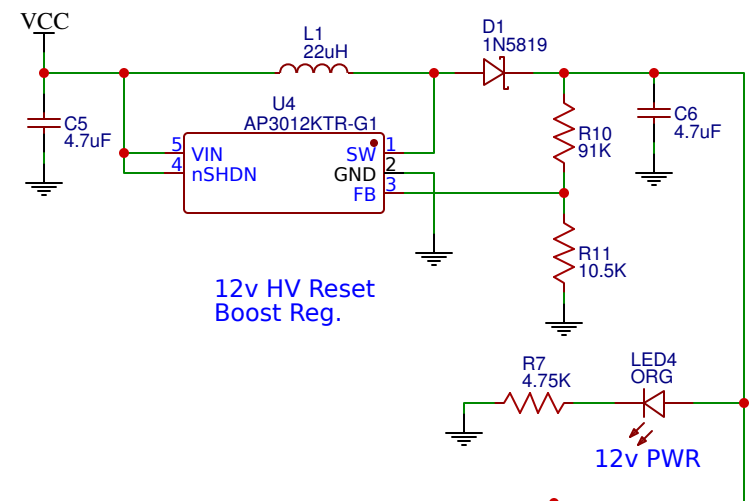 VCC
L1
22uH
D1
1N5819
C5
4.7uF
U4
AP3012KTR-G1
5
VIN
4
nSHDN
SW
1
GND
2
FB
3
R10
91K
C6
4.7uF
R11
10.5K
12v HV Reset
Boost Reg.
R7
4.75K
LED4
ORG
12v PWR